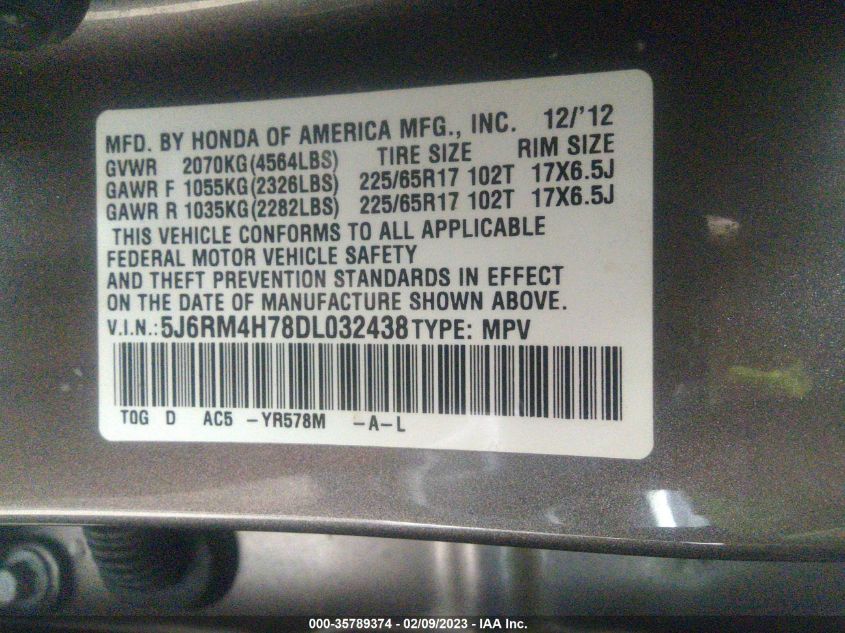 MFD. BY HONDA OF AMERICA MFG., INC. 12/'12
GVWR 2070KG(4564LBS) TIRE SIZE RIM SIZE
GAWR F 1055KG(2326LBS) 225/65R17 102T 17X6.5J
GAWR R 1035KG(2282LBS) 225/65R17 102T 17X6.5J
THIS VEHICLE CONFORMS TO ALL APPLICABLE
FEDERAL MOTOR VEHICLE SAFETY
AND THEFT PREVENTION STANDARDS IN EFFECT
ON THE DATE OF MANUFACTURE SHOWN ABOVE.
V.I.N.: 5J6RM4H78DL032438 TYPE: MPV
TOG D AC5 -YR578M -A-L
000-35789374 — 02/09/2023 — IAA Inc.